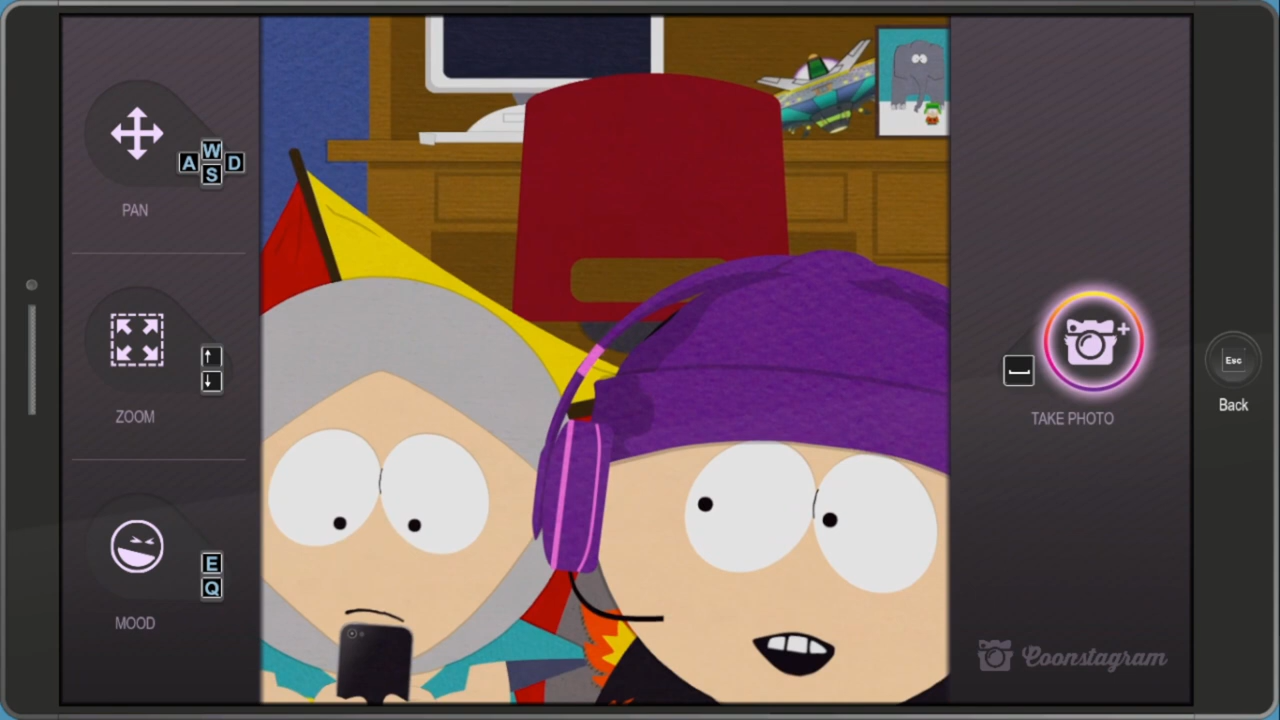 W
A S D
PAN
ZOOM
E
Q
MOOD
TAKE PHOTO
Esc
Back
Coonstagram